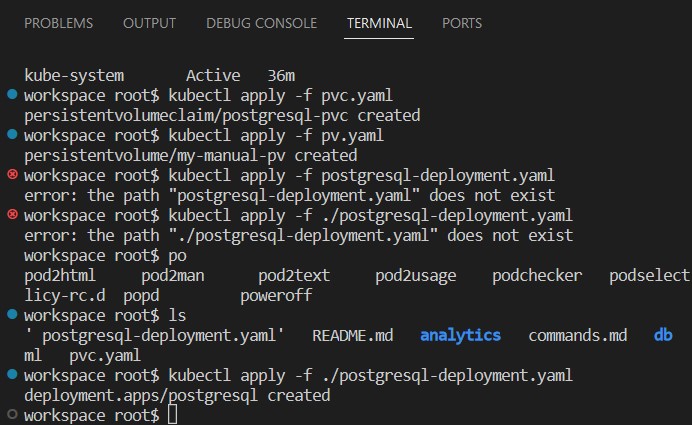 PROBLEMS OUTPUT DEBUG CONSOLE TERMINAL PORTS
kube-system Active 36m
workspace root$ kubectl apply -f pvc.yaml
persistentvolumeclaim/postgresql-pvc created
workspace root$ kubectl apply -f pv.yaml
persistentvolume/my-manual-pv created
workspace root$ kubectl apply -f postgresql-deployment.yaml
error: the path "postgresql-deployment.yaml" does not exist
workspace root$ kubectl apply -f ./postgresql-deployment.yaml
error: the path "./postgresql-deployment.yaml" does not exist
workspace root$ po
pod2html pod2man pod2text pod2usage podchecker podselect
licy-rc.d popd poweroff
workspace root$ ls
' postgresql-deployment.yaml' README.md analytics commands.md db
ml pvc.yaml
workspace root$ kubectl apply -f ./postgresql-deployment.yaml
deployment.apps/postgresql created
workspace root$